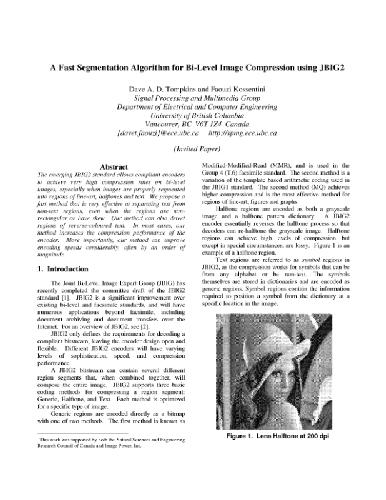 A Fast Segmentation Algorithm for Bi-Level Image Compression using JBIG2
Dave A. D. Tompkins and Faouzi Kossentini
Signal Processing and Multimedia Group
Department of Electrical and Computer Engineering
University of British Columbia
Vancouver, BC V6T 1Z4 Canada
[davet,faouzi]@ece.ubc.ca http://spmg.ece.ubc.ca
(Invited Paper)
Abstract
The emerging JBIG2 standard allows compliant encoders
to achieve very high compression rates on bi-level
images, especially when images are properly segmented
into regions of lineart, halftones and text. We propose a
fast method that is very effective in separating text from
non-text regions, even when the regions are non-
rectangular or have skew. Our method can also detect
regions of reverse-coloured text. In most cases, our
method increases the compression performance of the
encoder. More importantly, our method can improve
encoding speeds considerably, often by an order of
magnitude.
1. Introduction
The Joint Bi-Level Image Expert Group (JBIG) has
recently completed the committee draft of the JBIG2
standard [1]. JBIG2 is a significant improvement over
existing bi-level and facsimile standards, and will have
numerous applications beyond facsimile, including
document archiving and document transfers over the
Internet. For an overview of JBIG2, see [2].
JBIG2 only defines the requirements for decoding a
compliant bitstream, leaving the encoder design open and
flexible. Different JBIG2 encoders will have varying
levels of sophistication, speed, and compression
performance.
A JBIG2 bitstream can contain several different
region segments that, when combined together, will
compose the entire image. JBIG2 supports three basic
coding methods for compressing a region segment:
Generic, Halftone, and Text. Each method is optimized
for a specific type of image.
Generic regions are encoded directly as a bitmap
with one of two methods. The first method is known as
This work was supported by both the Natural Sciences and Engineering
Research Council of Canada and Image Power, Inc.
Modified-Modified-Read (MMR), and is used in the
Group 4 (T.6) facsimile standard. The second method is a
variation of the template based arithmetic coding used in
the JBIG1 standard. The second method (MQ) achieves
higher compression and is the most effective method for
regions of line-art, figures and graphs.
Halftone regions are encoded as both a grayscale
image and a halftone pattern dictionary. A JBIG2
encoder essentially reverses the halftone process so that
decoders can re-halftone the grayscale image. Halftone
regions can achieve high levels of compression but
except in special circumstances are lossy. Figure 1 is an
example of a halftone region.
Text regions are referred to as symbol regions in
JBIG2, as the compression works for symbols that can be
from any alphabet or be non-text. The symbols
themselves are stored in dictionaries and are encoded as
generic regions. Symbol regions contain the information
required to position a symbol from the dictionary at a
specific location in the image.
Figure 1. Lena Halftone at 200 dpi